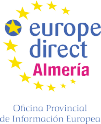 europe
direct
Almería
Oficina Provincial
de Información Europea